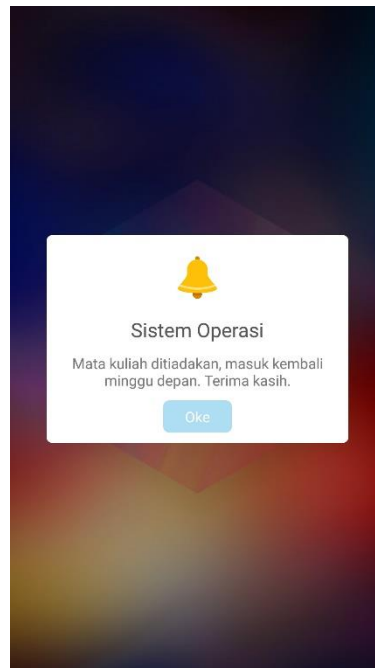 Sistem Operasi
Mata kuliah ditiadakan, masuk kembali
minggu depan. Terima kasih.
Oke